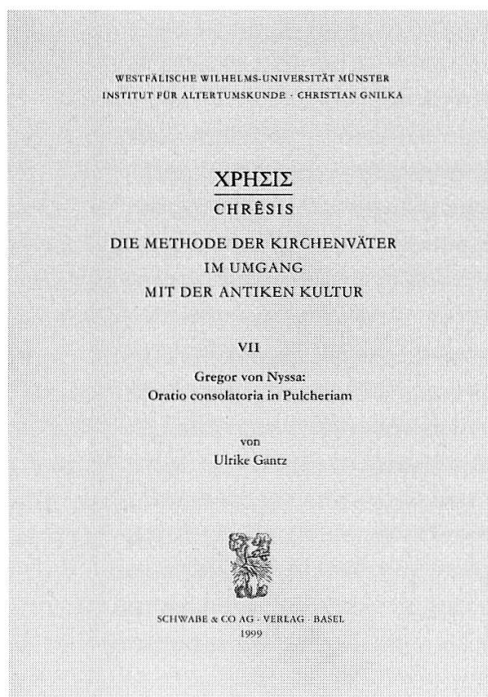 WESTFÄLISCHE WILHELMS-UNIVERSITÄT MÜNSTER
INSTITUT FÜR ALTERTUMSKUNDE · CHRISTIAN GNILKA
ΧΡΗΣΙΣ
CHRÊSIS
DIE METHODE DER KIRCHENVÄTER
IM UMGANG
MIT DER ANTIKEN KULTUR
VII
Gregor von Nyssa:
Oratio consolatoria in Pulcheriam
von
Ulrike Gantz
SCHWABE & CO AG · VERLAG · BASEL
1999